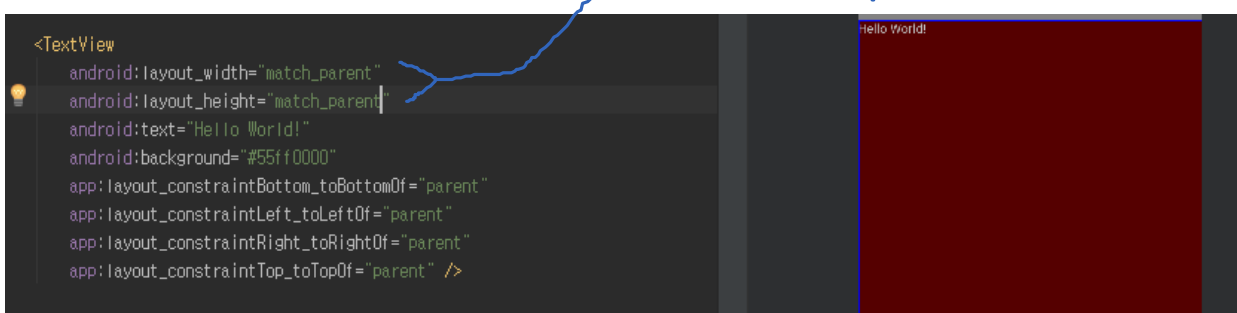 <TextView
android:layout_width="match_parent"
android:layout_height="match_parent"
android:text="Hello World!"
android:background="#55ff0000"
app:layout_constraintBottom_toBottomOf="parent"
app:layout_constraintLeft_toLeftOf="parent"
app:layout_constraintRight_toRightOf="parent"
app:layout_constraintTop_toTopOf="parent" />
Hello World!